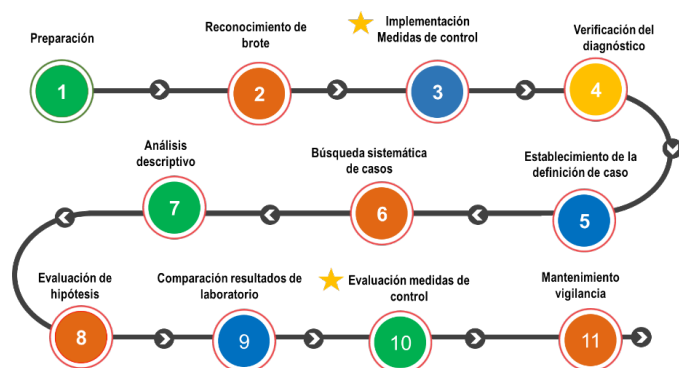 Preparación
1
Reconocimiento de
brote
2
Implementación
Medidas de control
3
Verificación del
diagnóstico
4
Establecimiento de la
definición de caso
5
Búsqueda sistemática
de casos
6
Análisis
descriptivo
7
Evaluación de
hipótesis
8
Comparación resultados de
laboratorio
9
Evaluación medidas de
control
10
Mantenimiento
vigilancia
11